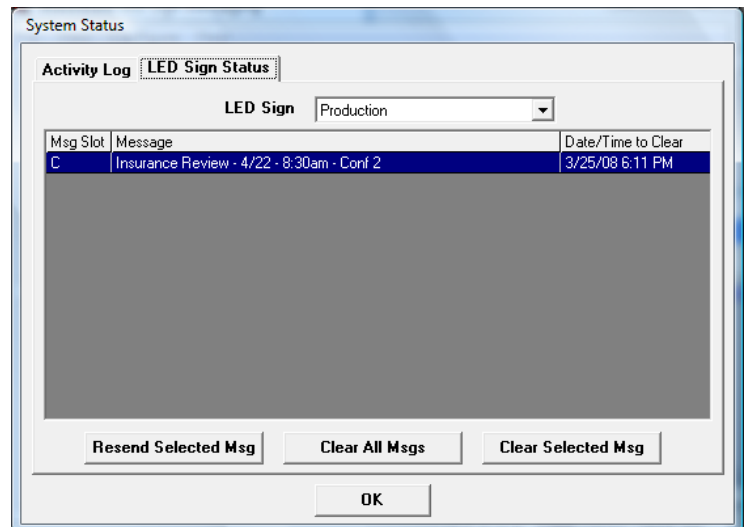 System Status
Activity Log LED Sign Status
LED Sign Production
Msg Slot Message Date/Time to Clear
C Insurance Review - 4/22 - 8:30am - Conf 2 3/25/08 6:11 PM
Resend Selected Msg Clear All Msgs Clear Selected Msg
OK